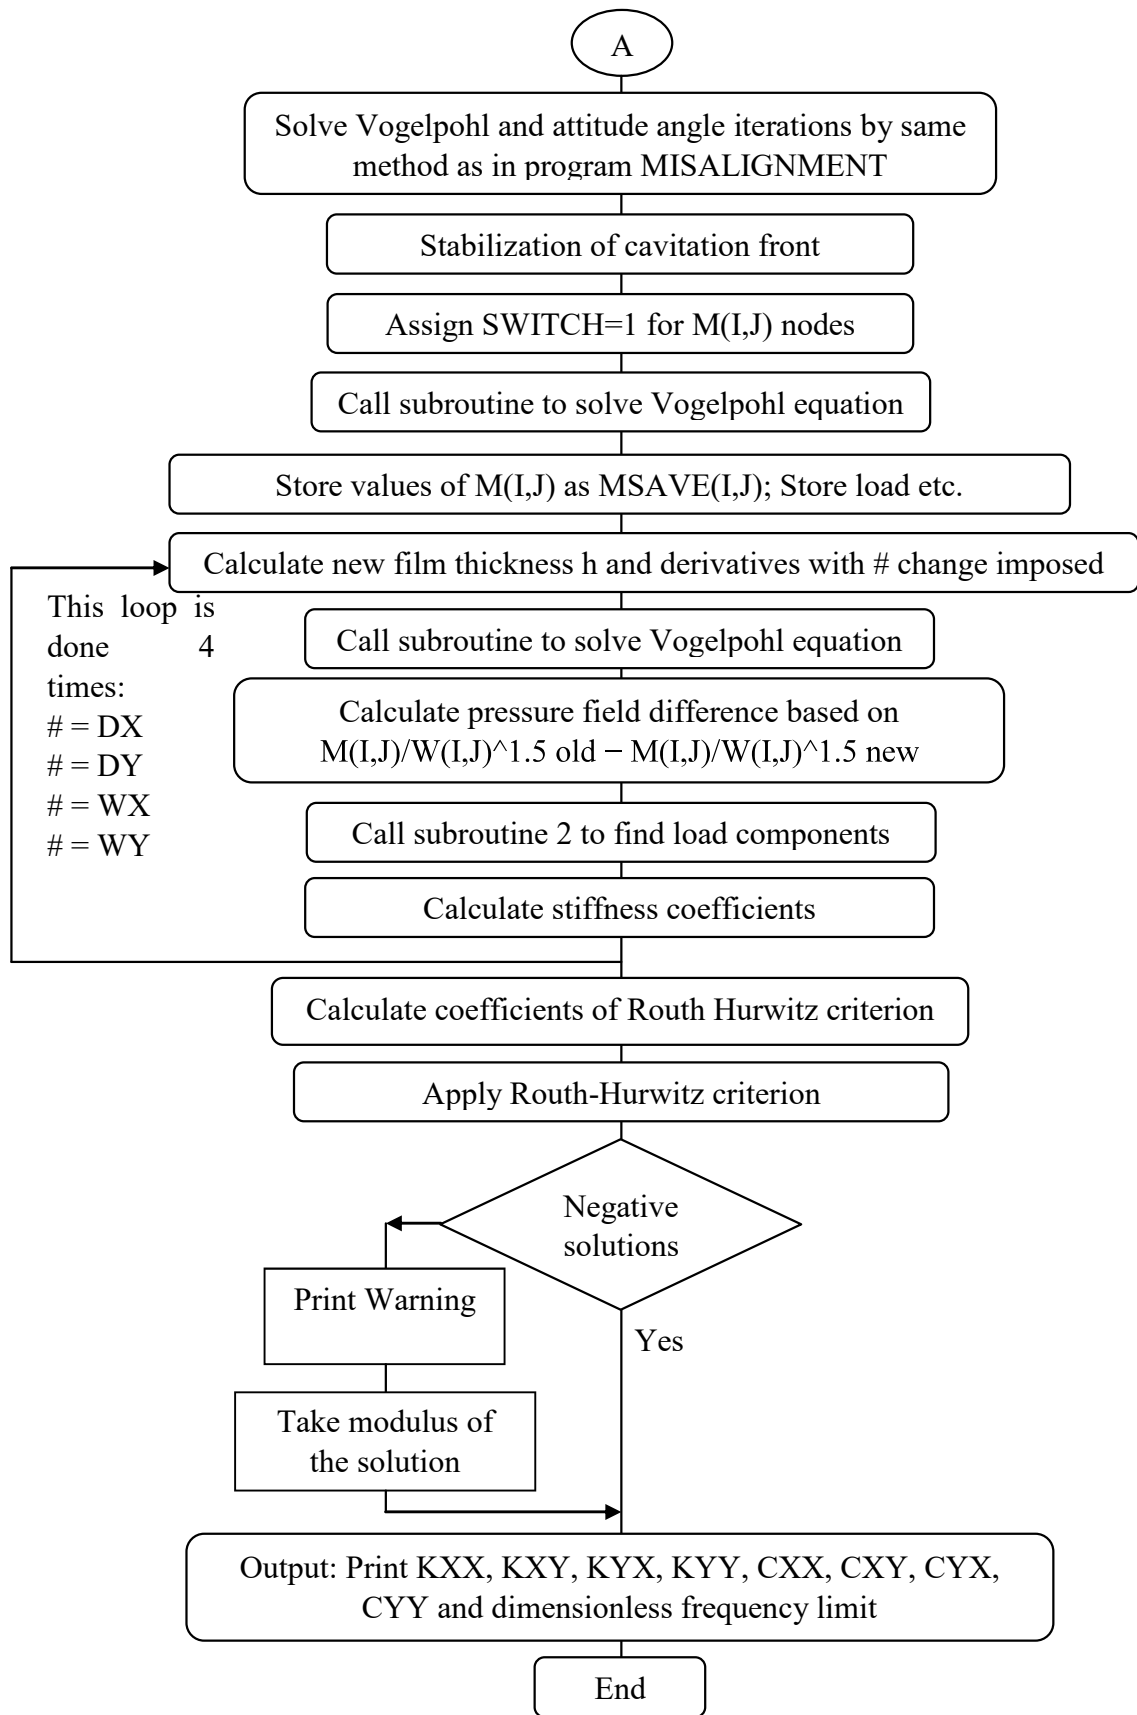 A
Solve Vogelpohl and attitude angle iterations by same
method as in program MISALIGNMENT
Stabilization of cavitation front
Assign SWITCH=1 for M(I,J) nodes
Call subroutine to solve Vogelpohl equation
Store values of M(I,J) as MSAVE(I,J); Store load etc.
Calculate new film thickness h and derivatives with # change imposed
This loop is
done 4
times:
# = DX
# = DY
# = WX
# = WY
Call subroutine to solve Vogelpohl equation
Calculate pressure field difference based on
M(I,J)/W(I,J)^1.5 old − M(I,J)/W(I,J)^1.5 new
Call subroutine 2 to find load components
Calculate stiffness coefficients
Calculate coefficients of Routh Hurwitz criterion
Apply Routh-Hurwitz criterion
Negative
solutions
Print Warning
Yes
Take modulus of
the solution
Output: Print KXX, KXY, KYX, KYY, CXX, CXY, CYX,
CYY and dimensionless frequency limit
End